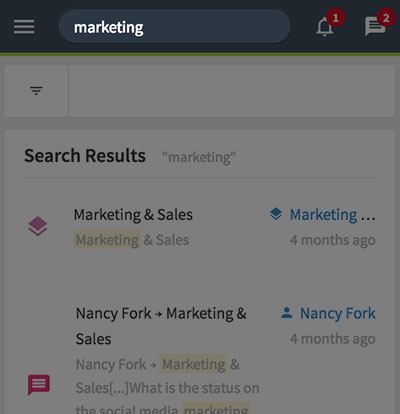 marketing
1
2
Search Results "marketing"
Marketing & Sales
Marketing ...
Marketing & Sales
4 months ago
Nancy Fork → Marketing &
Sales
Nancy Fork
4 months ago
Nancy Fork → Marketing &
Sales[...]What is the status on
the social media marketing